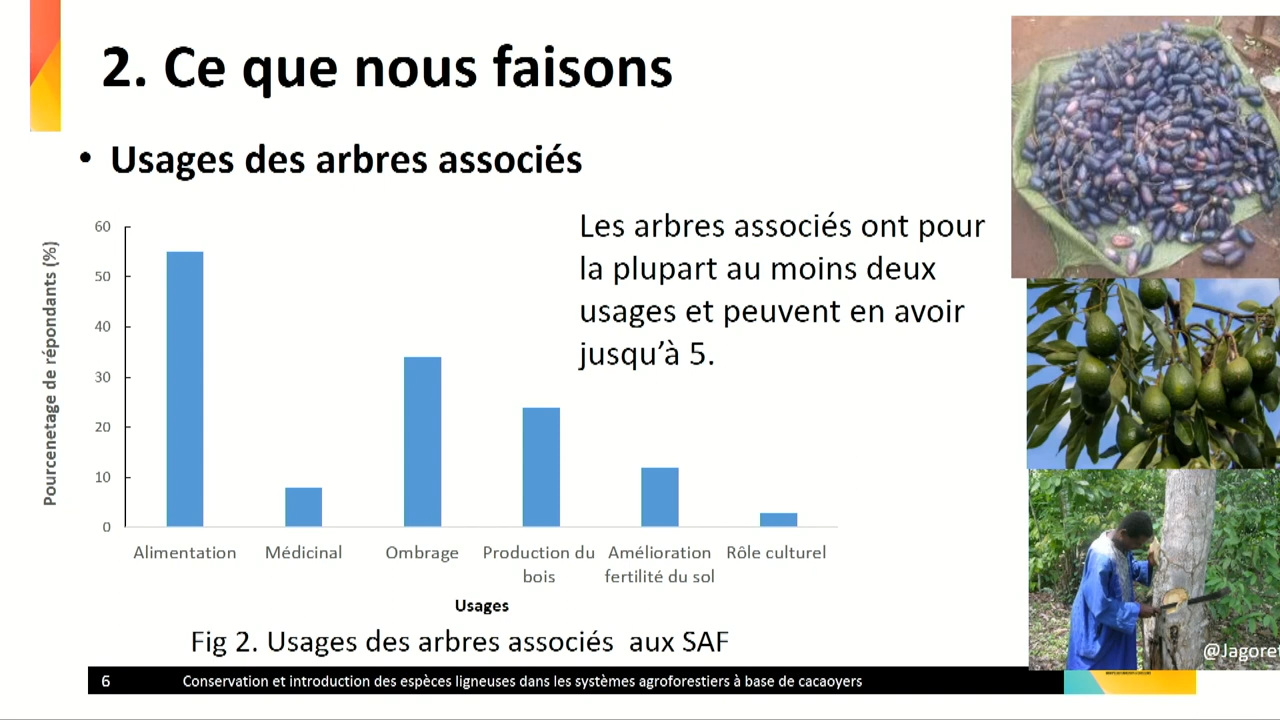 2. Ce que nous faisons
• Usages des arbres associés
Les arbres associés ont pour
la plupart au moins deux
usages et peuvent en avoir
jusqu'à 5.
Pourcenetage de répondants (%)
60
50
40
30
20
10
0
Alimentation
Médicinal
Ombrage
Production du
bois
Amélioration
fertilité du sol
Rôle culturel
Usages
Fig 2. Usages des arbres associés aux SAF
@Jagoret
6
Conservation et introduction des espèces ligneuses dans les systèmes agroforestiers à base de cacaoyers